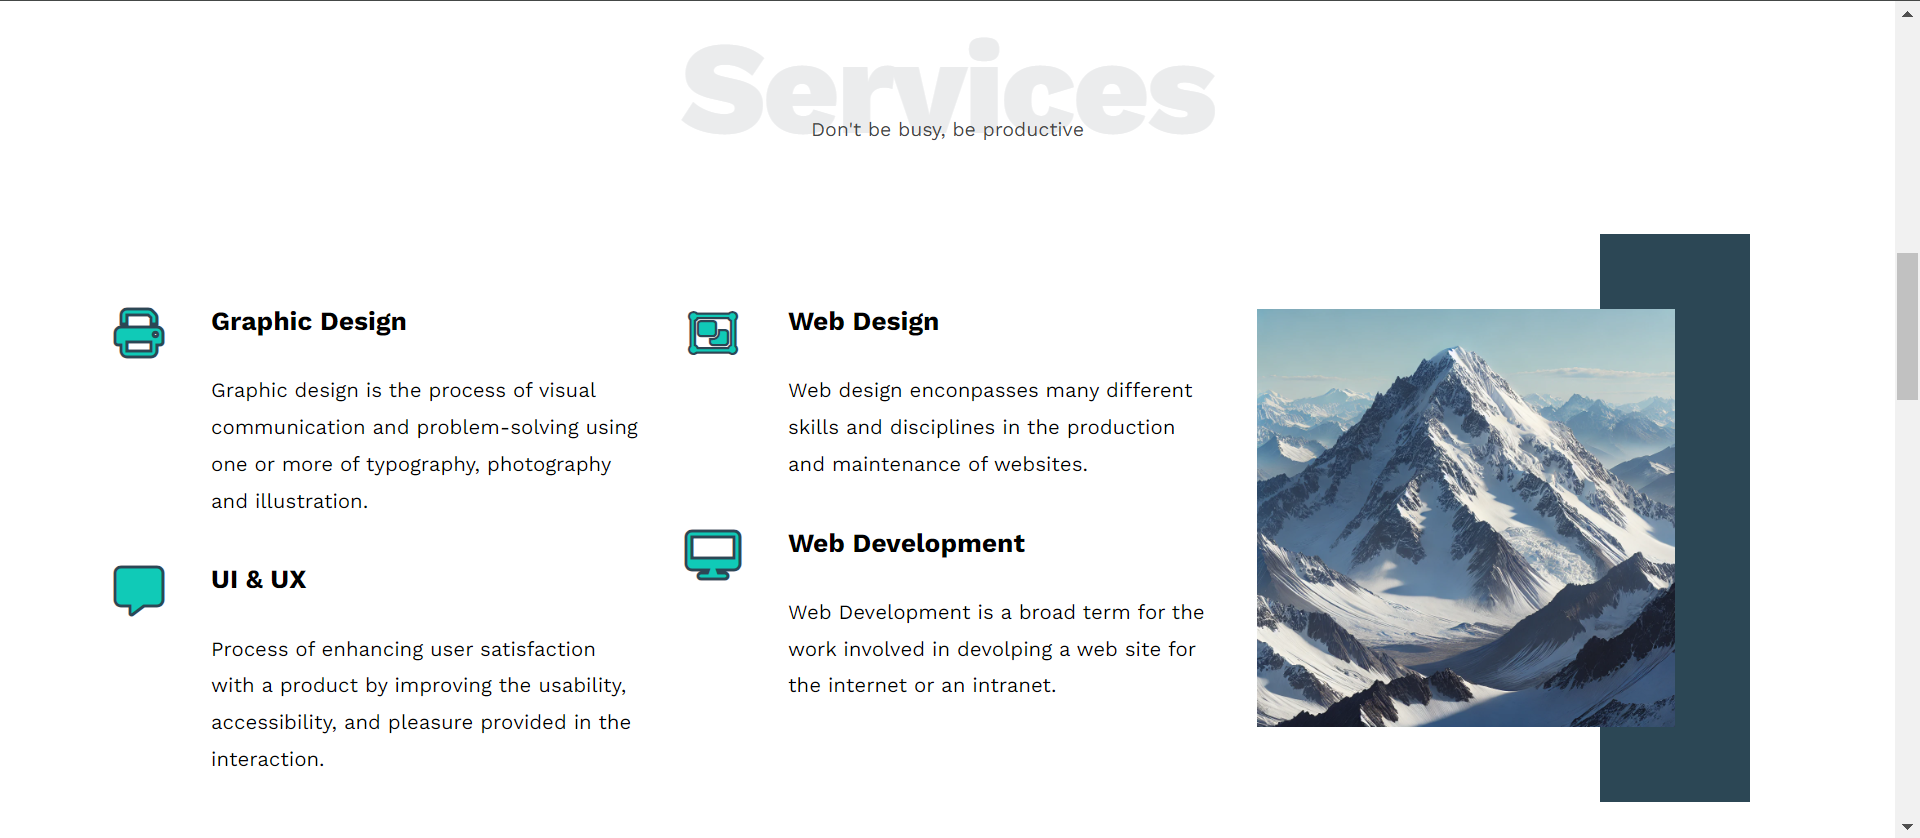 Services
Don't be busy, be productive
Graphic Design
Graphic design is the process of visual
communication and problem-solving using
one or more of typography, photography
and illustration.
UI & UX
Process of enhancing user satisfaction
with a product by improving the usability,
accessibility, and pleasure provided in the
interaction.
Web Design
Web design enconpasses many different
skills and disciplines in the production
and maintenance of websites.
Web Development
Web Development is a broad term for the
work involved in devolping a web site for
the internet or an intranet.